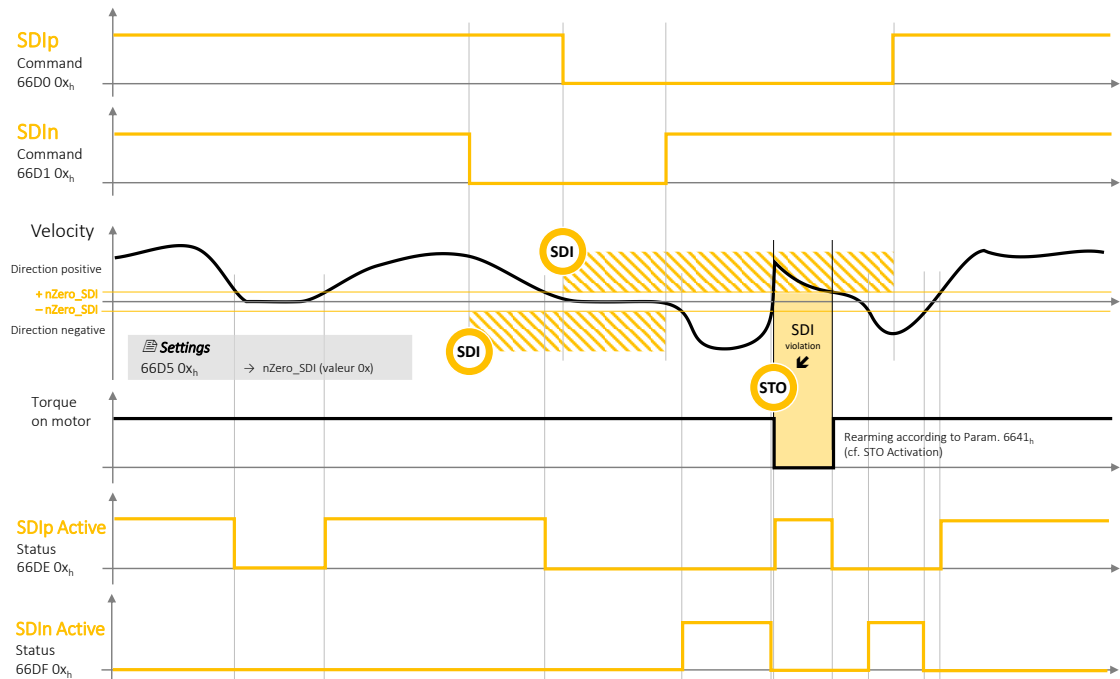 SDIp
Command
66D0 0xh
SDIn
Command
66D1 0xh
Velocity
Direction positive
+ nZero_SDI
− nZero_SDI
Direction negative
SDI
SDI
SDI
violation
Settings
66D5 0xh → nZero_SDI (valeur 0x)
STO
Torque
on motor
Rearming according to Param. 6641h
(cf. STO Activation)
SDIp Active
Status
66DE 0xh
SDIn Active
Status
66DF 0xh